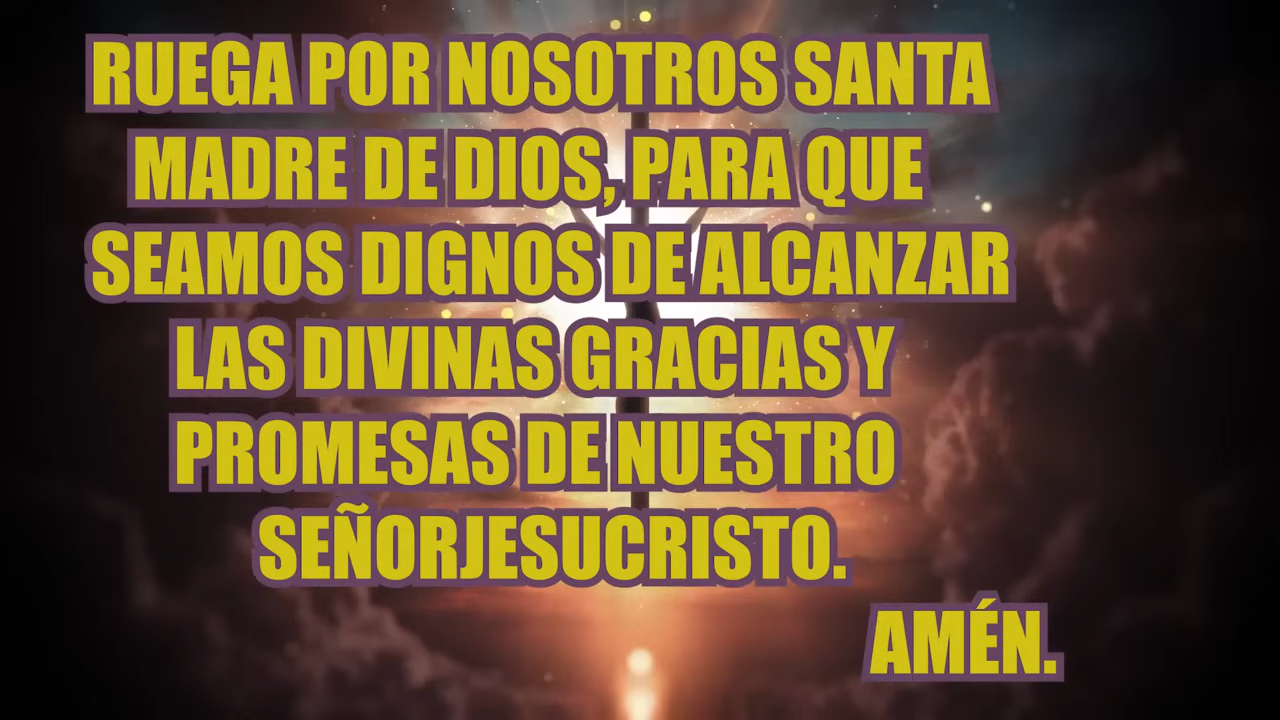 RUEGA POR NOSOTROS SANTA
MADRE DE DIOS, PARA QUE
SEAMOS DIGNOS DE ALCANZAR
LAS DIVINAS GRACIAS Y
PROMESAS DE NUESTRO
SEÑORJESUCRISTO.
AMÉN.